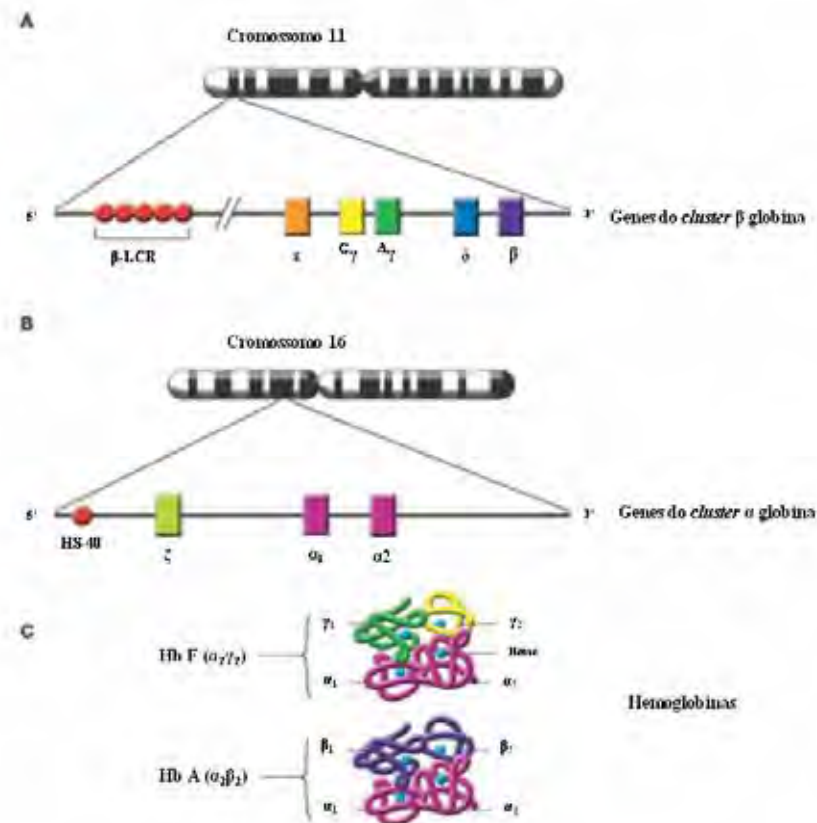 A
Cromossomo 11
5' 3' Genes do cluster β globina
β-LCR ε Gγ Aγ δ β
B
Cromossomo 16
5' 3' Genes do cluster α globina
HS-40 ζ α2
C
γ1 γ2
Hb F (α2γ2) Heme
α1
Hemoglobinas
β1
Hb A (α2β2)
α1